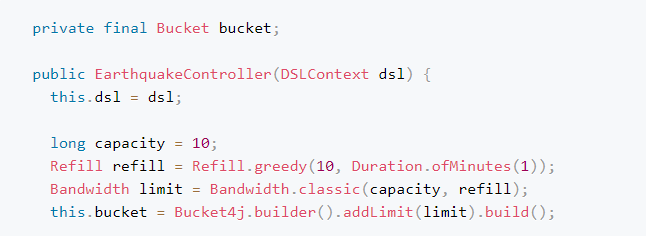 private final Bucket bucket;
public EarthquakeController(DSLContext dsl) {
this.dsl = dsl;
long capacity = 10;
Refill refill = Refill.greedy(10, Duration.ofMinutes(1));
Bandwidth limit = Bandwidth.classic(capacity, refill);
this.bucket = Bucket4j.builder().addLimit(limit).build();